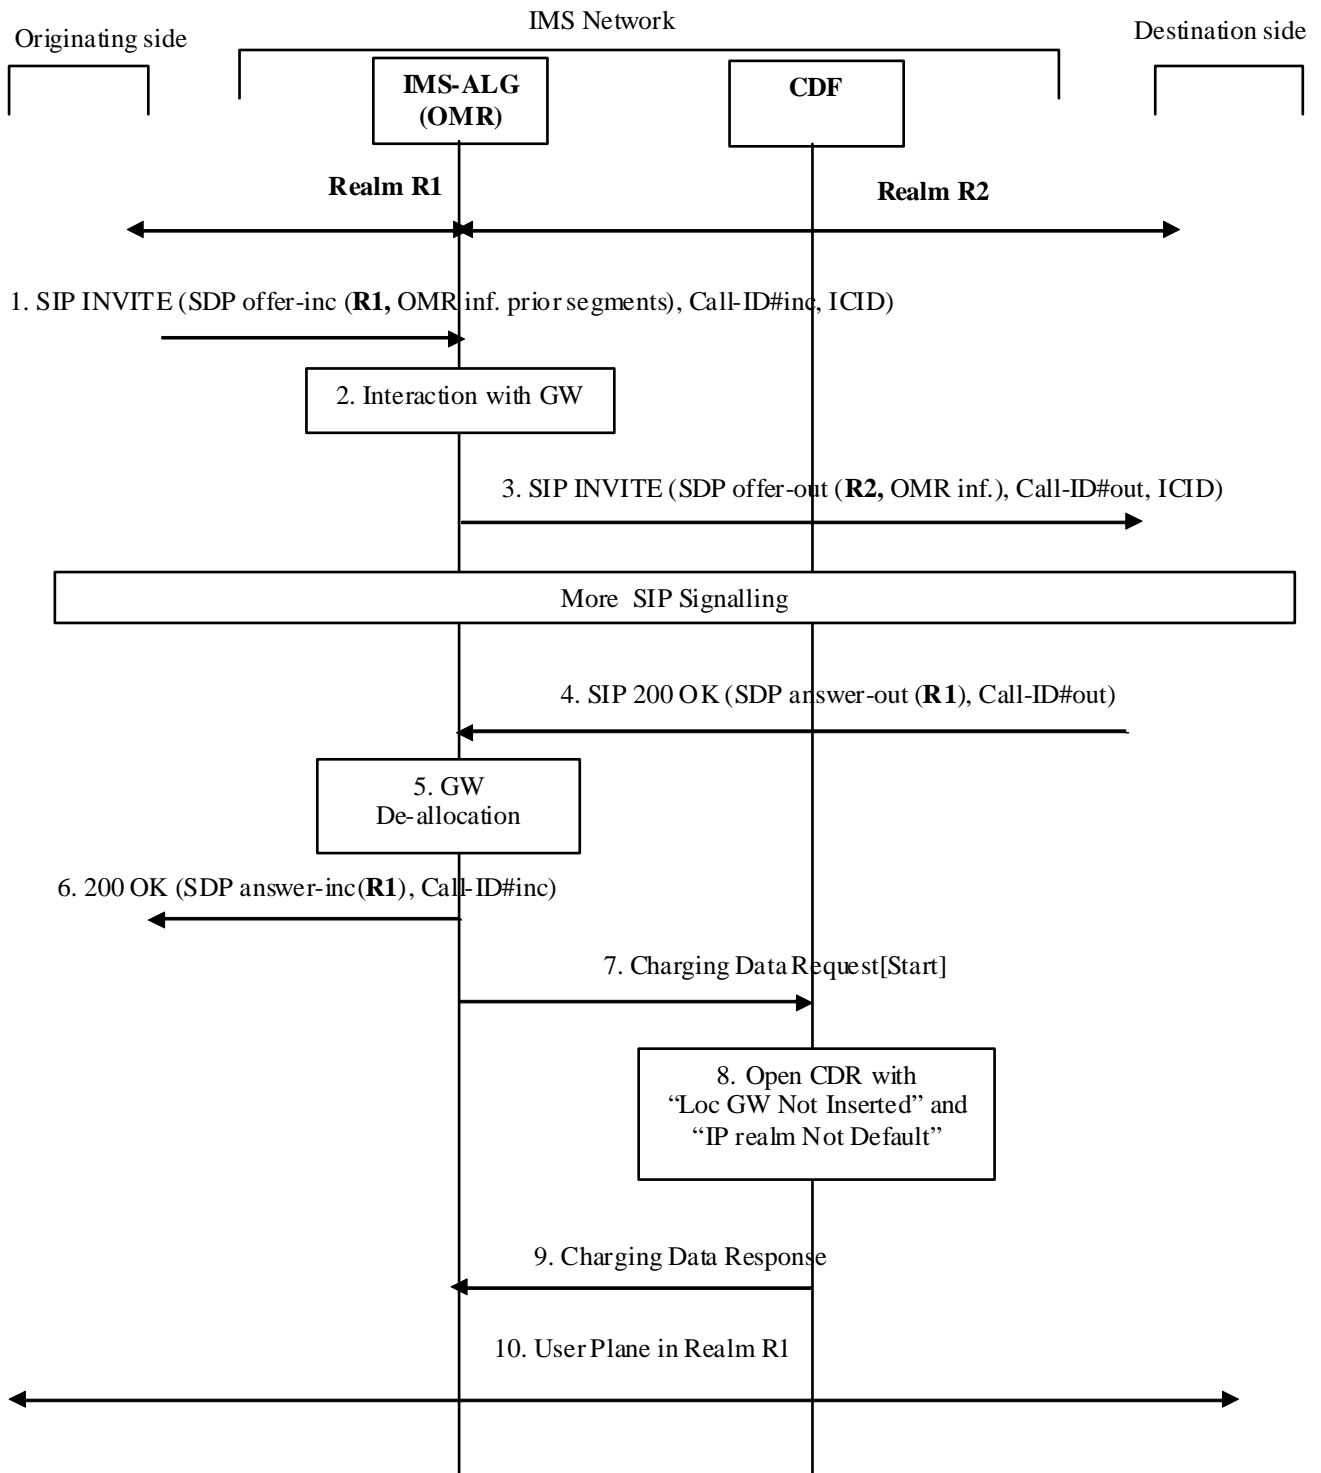 IMS Network
Originating side
Destination side
IMS-ALG
(OMR)
CDF
Realm R1
Realm R2
1. SIP INVITE (SDP offer-inc (R1, OMR inf. prior segments), Call-ID#inc, ICID)
2. Interaction with GW
3. SIP INVITE (SDP offer-out (R2, OMR inf.), Call-ID#out, ICID)
More SIP Signalling
4. SIP 200 OK (SDP answer-out (R1), Call-ID#out)
5. GW
De-allocation
6. 200 OK (SDP answer-inc(R1), Call-ID#inc)
7. Charging Data Request[Start]
8. Open CDR with
“Loc GW Not Inserted” and
“IP realm Not Default”
9. Charging Data Response
10. User Plane in Realm R1